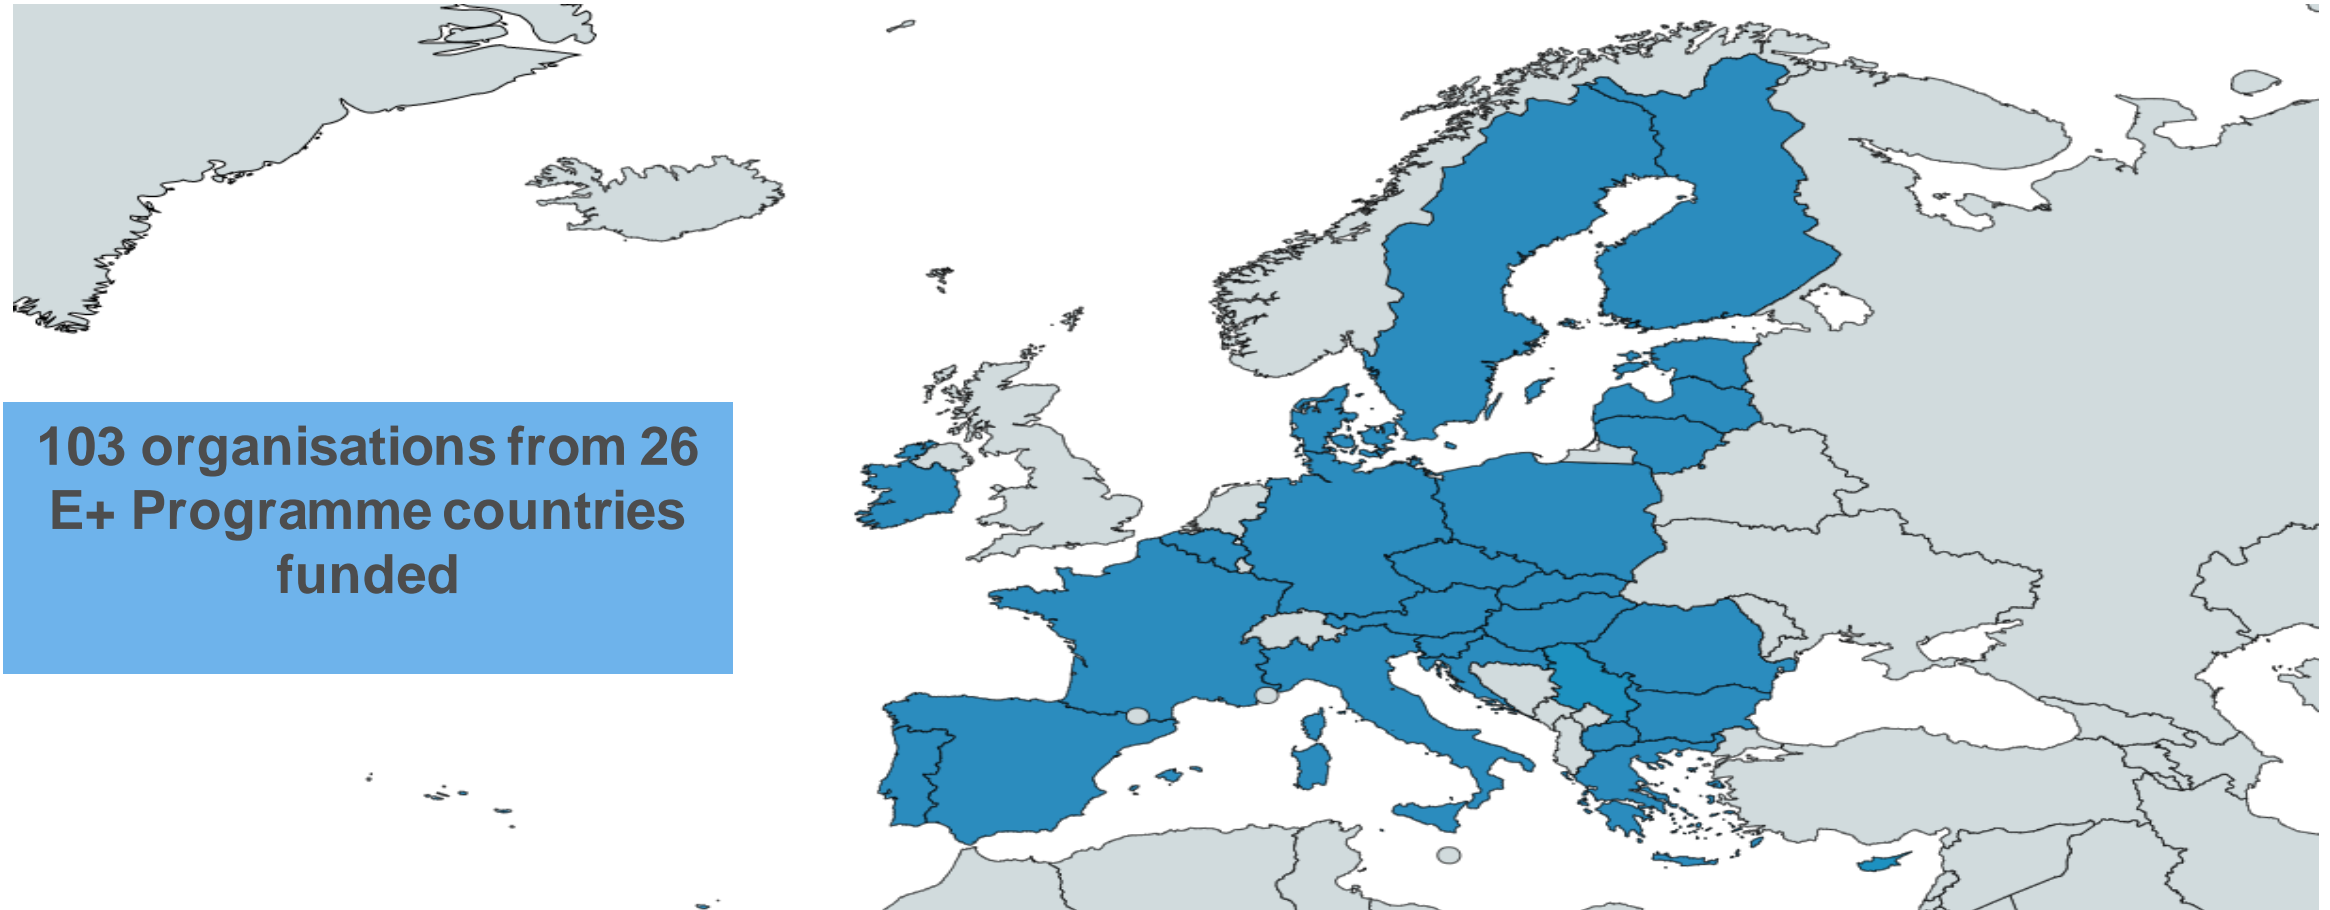 103 organisations from 26
E+ Programme countries
funded